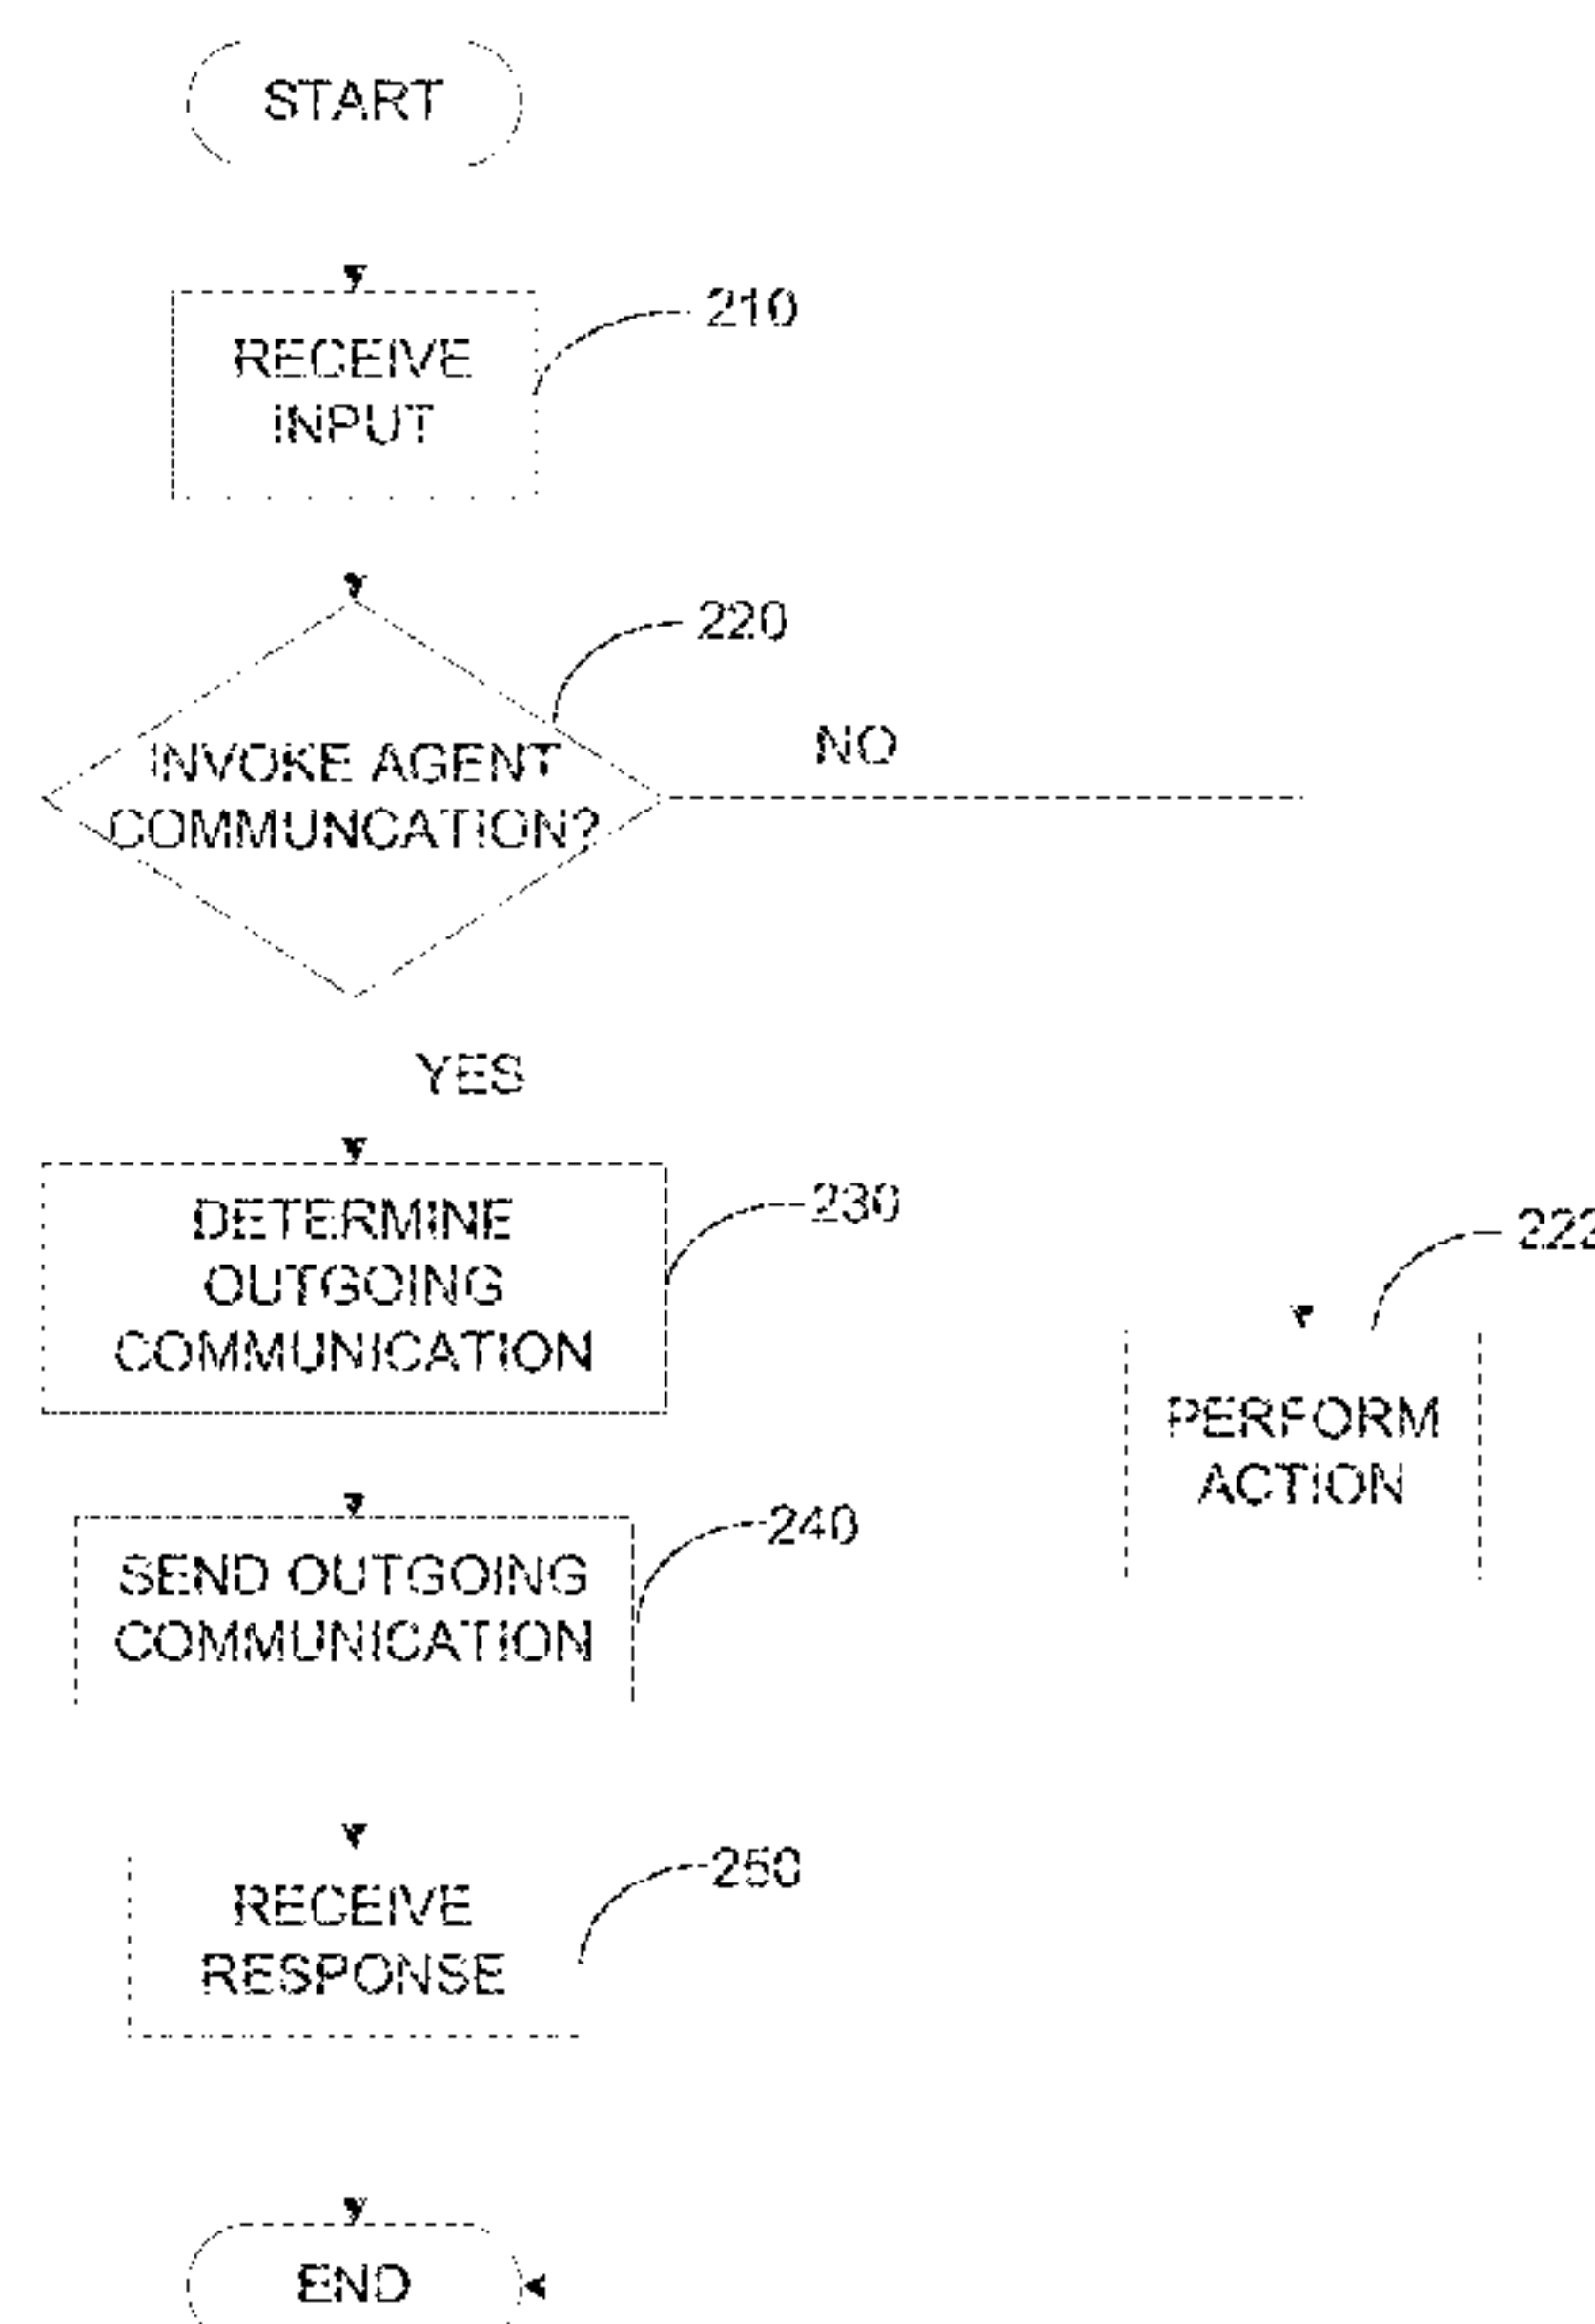 START
210
RECEIVE
INPUT
220
NO
INVOKE AGENT
COMMUNCATION?
YES
230
DETERMINE
OUTGOING
COMMUNICATION
222
PERFORM
ACTION
240
SEND OUTGOING
COMMUNICATION
250
RECEIVE
RESPONSE
END